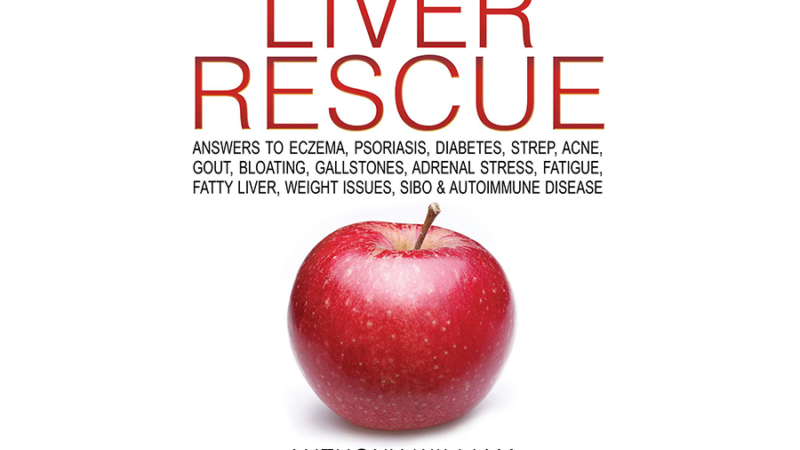 LIVER
RESCUE
ANSWERS TO ECZEMA, PSORIASIS, DIABETES, STREP, ACNE,
GOUT, BLOATING, GALLSTONES, ADRENAL STRESS, FATIGUE,
FATTY LIVER, WEIGHT ISSUES, SIBO & AUTOIMMUNE DISEASE